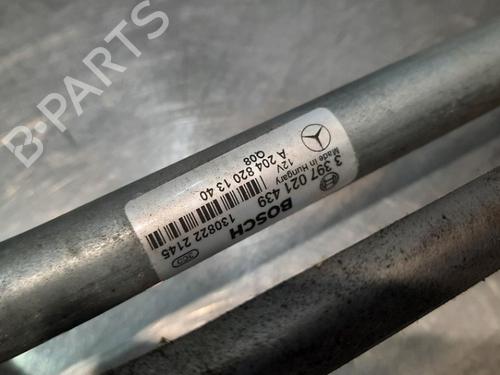 B-PARTS
3 397 021 439
Made in Hungary
12V
A 204 820 13 40
Q08
BOSCH
130822 2145